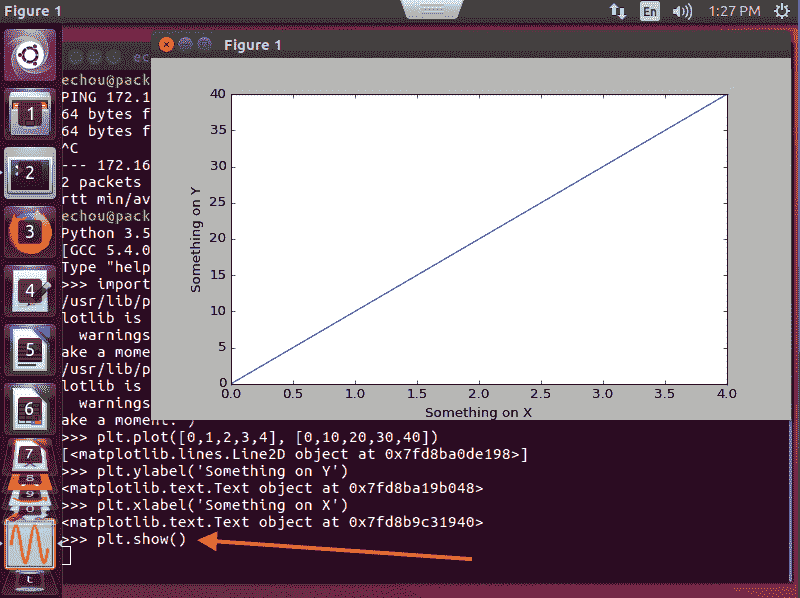 Figure 1
En
1:27 PM
Figure 1
echou@pack
PING 172.1
64 bytes f
64 bytes f
^C
--- 172.16
2 packets
rtt min/av
echou@pack
Python 3.5
[GCC 5.4.0
Type "help
>>> import
/usr/lib/p
lotlib is
warnings
ake a mome
/usr/lib/p
lotlib is
warnings
ake a moment.')
>>> plt.plot([0,1,2,3,4], [0,10,20,30,40])
[<matplotlib.lines.Line2D object at 0x7fd8ba0de198>]
>>> plt.ylabel('Something on Y')
<matplotlib.text.Text object at 0x7fd8ba19b048>
>>> plt.xlabel('Something on X')
<matplotlib.text.Text object at 0x7fd8b9c31940>
>>> plt.show()
40
35
30
25
20
15
10
5
0
Something on Y
0.0 0.5 1.0 1.5 2.0 2.5 3.0 3.5 4.0
Something on X
1
2
3
4
5
6
7
8
9
0